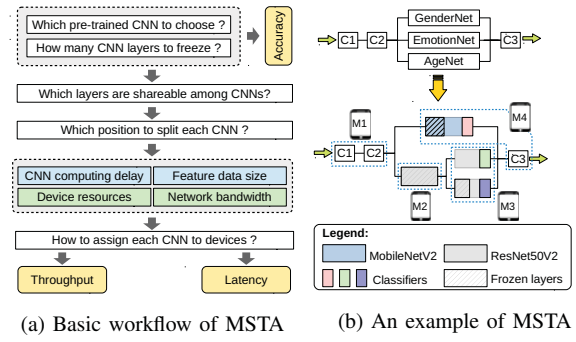 Which pre-trained CNN to choose ?
How many CNN layers to freeze ?
Accuracy
Which layers are shareable among CNNs?
Which position to split each CNN ?
CNN computing delay
Feature data size
Device resources
Network bandwidth
How to assign each CNN to devices ?
Throughput
Latency
(a) Basic workflow of MSTA
GenderNet
C1
C2
EmotionNet
C3
AgeNet
M1
M4
C1
C2
C3
M2
M3
Legend:
MobileNetV2
ResNet50V2
Classifiers
Frozen layers
(b) An example of MSTA